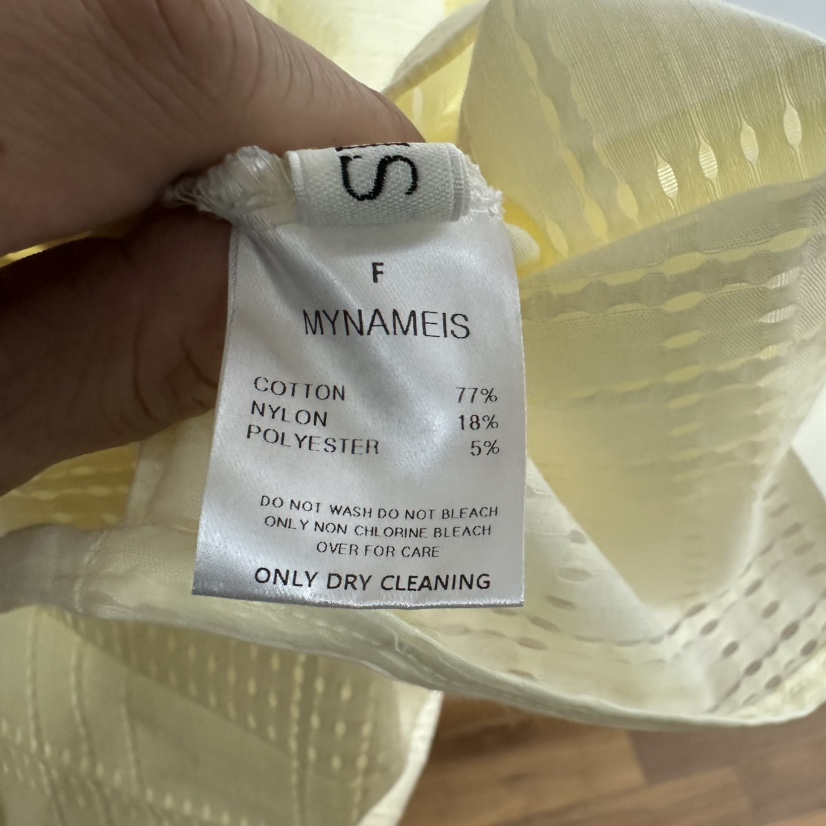 F
MYNAMEIS
COTTON 77%
NYLON 18%
POLYESTER 5%
DO NOT WASH DO NOT BLEACH
ONLY NON CHLORINE BLEACH
OVER FOR CARE
ONLY DRY CLEANING